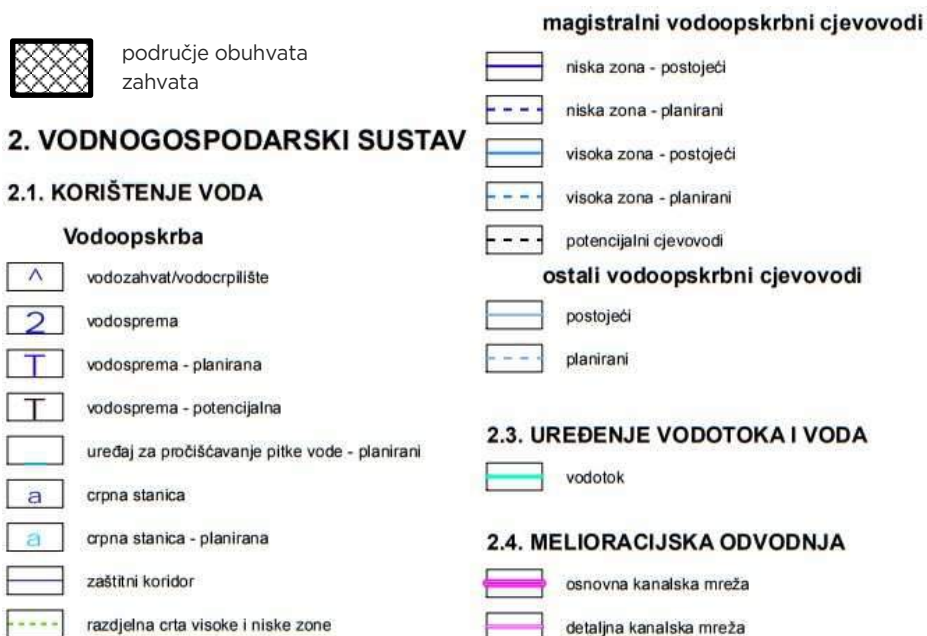 područje obuhvata
zahvata
2. VODNOGOSPODARSKI SUSTAV
2.1. KORIŠTENJE VODA
Vodoopskrba
^ vodozahvat/vodocrpilište
2 vodosprema
T vodosprema - planirana
T vodosprema - potencijalna
uređaj za pročišćavanje pitke vode - planirani
a crpna stanica
a crpna stanica - planirana
zaštitni koridor
razdjelna crta visoke i niske zone
magistralni vodoopskrbni cjevovodi
niska zona - postojeći
niska zona - planirani
visoka zona - postojeći
visoka zona - planirani
potencijalni cjevovodi
ostali vodoopskrbni cjevovodi
postojeći
planirani
2.3. UREĐENJE VODOTOKA I VODA
vodotok
2.4. MELIORACIJSKA ODVODNJA
osnovna kanalska mreža
detaljna kanalska mreža